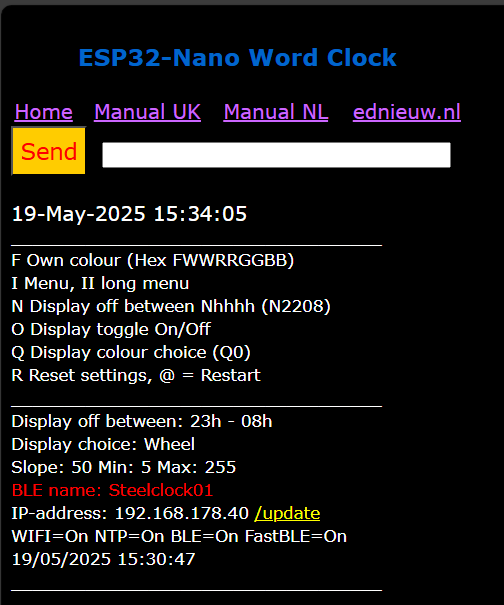 ESP32-Nano Word Clock
Home Manual UK Manual NL ednieuw.nl
Send
19-May-2025 15:34:05
F Own colour (Hex FWWRRGGBB)
I Menu, II long menu
N Display off between Nhhhh (N2208)
O Display toggle On/Off
Q Display colour choice (Q0)
R Reset settings, @ = Restart
Display off between: 23h - 08h
Display choice: Wheel
Slope: 50 Min: 5 Max: 255
BLE name: Steelclock01
IP-address: 192.168.178.40 /update
WIFI=On NTP=On BLE=On FastBLE=On
19/05/2025 15:30:47